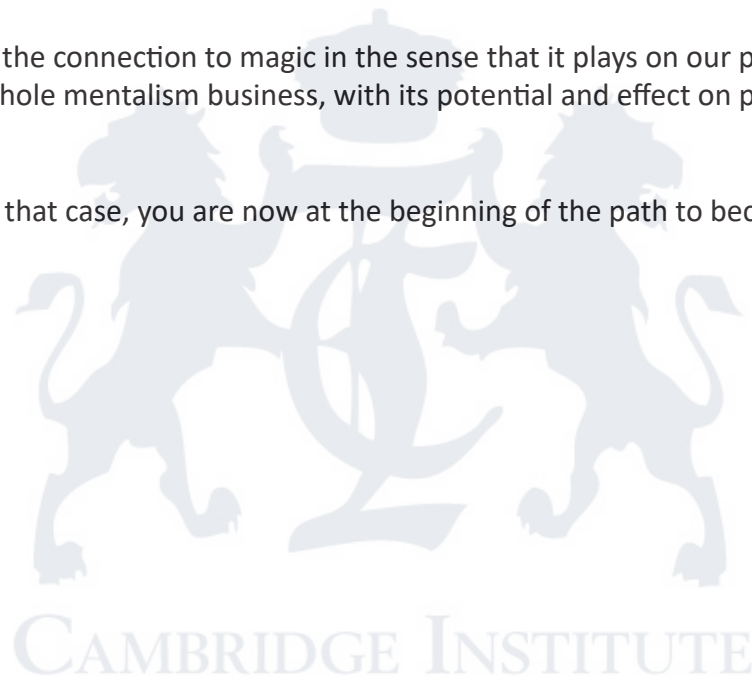 the connection to magic in the sense that it plays on our p
hole mentalism business, with its potential and effect on p
that case, you are now at the beginning of the path to bec
CAMBRIDGE INSTITUTE